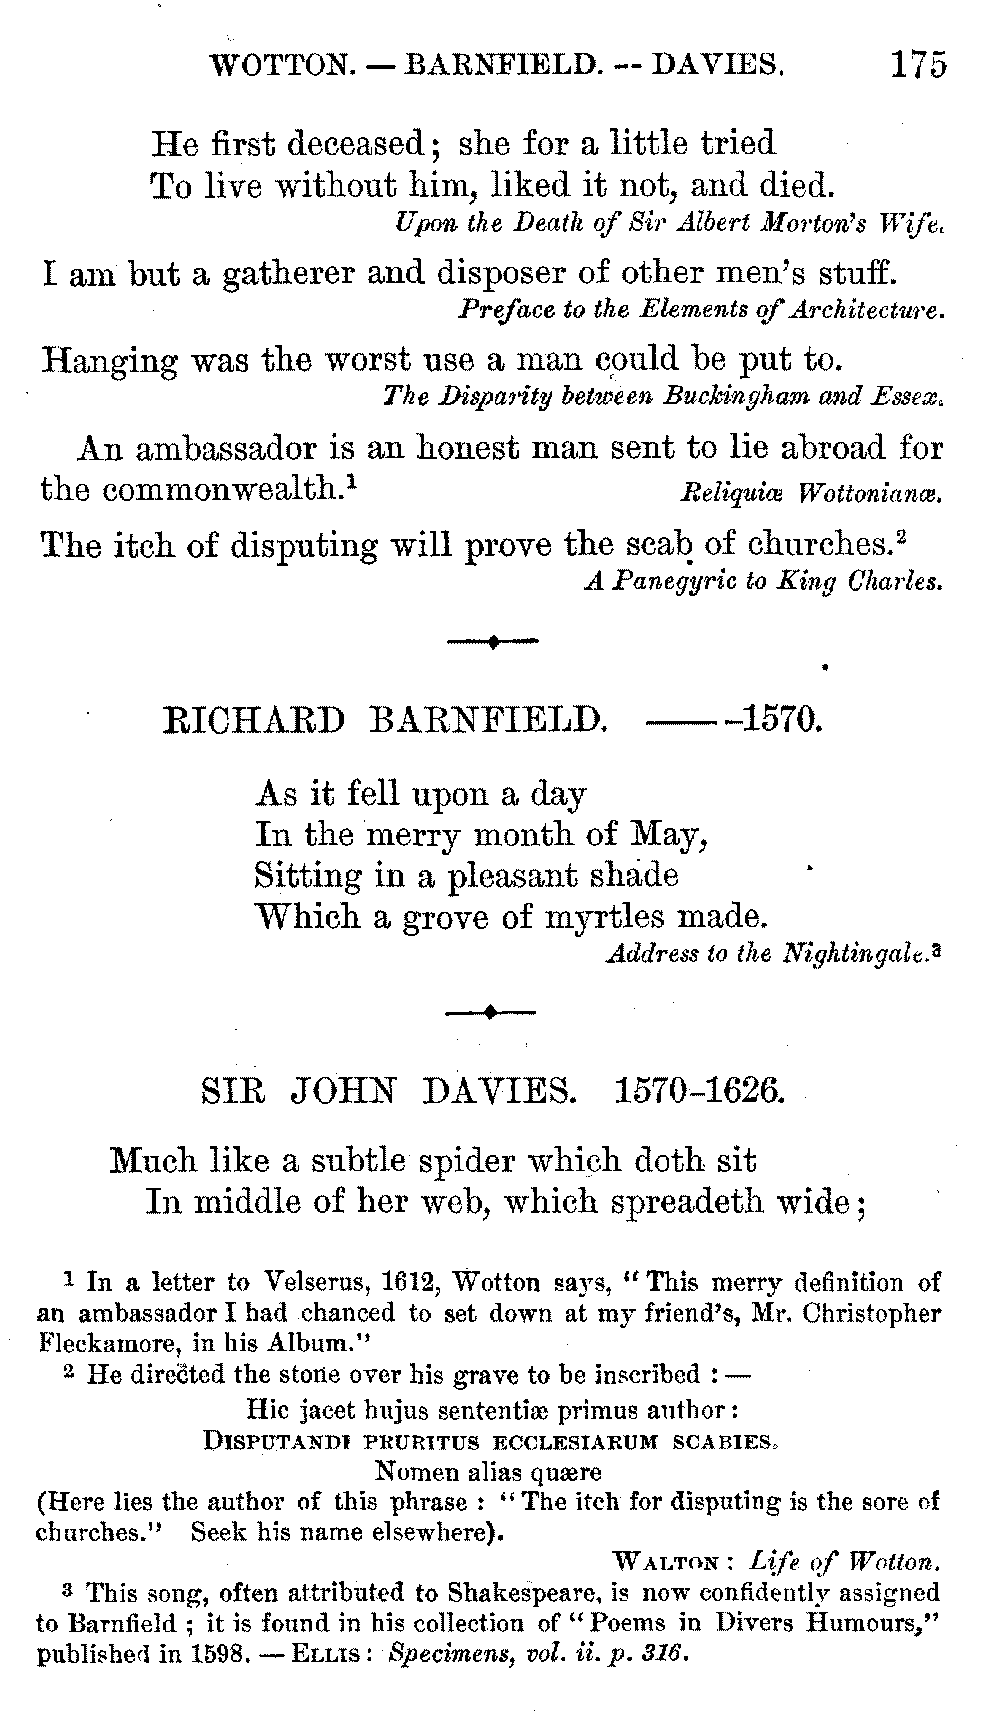 WOTTON. — BARNFIELD. -- DAVIES. 175
He first deceased; she for a little tried
To live without him, liked it not, and died.
Upon the Death of Sir Albert Morton's Wife.
I am but a gatherer and disposer of other men's stuff.
Preface to the Elements of Architecture.
Hanging was the worst use a man could be put to.
The Disparity between Buckingham and Essex.
An ambassador is an honest man sent to lie abroad for
the commonwealth.¹ Reliquiæ Wottonianæ.
The itch of disputing will prove the scab of churches.²
A Panegyric to King Charles.
RICHARD BARNFIELD. —— -1570.
As it fell upon a day
In the merry month of May,
Sitting in a pleasant shade
Which a grove of myrtles made.
Address to the Nightingale.³
SIR JOHN DAVIES. 1570-1626.
Much like a subtle spider which doth sit
In middle of her web, which spreadeth wide;
1 In a letter to Velserus, 1612, Wotton says, "This merry definition of
an ambassador I had chanced to set down at my friend's, Mr. Christopher
Fleckamore, in his Album."
2 He directed the stone over his grave to be inscribed : —
Hic jacet hujus sententiæ primus author:
DISPUTANDI PRURITUS ECCLESIARUM SCABIES.
Nomen alias quære
(Here lies the author of this phrase : "The itch for disputing is the sore of
churches." Seek his name elsewhere).
WALTON: Life of Wotton.
3 This song, often attributed to Shakespeare, is now confidently assigned
to Barnfield ; it is found in his collection of "Poems in Divers Humours,"
published in 1598. — ELLIS: Specimens, vol. ii. p. 316.